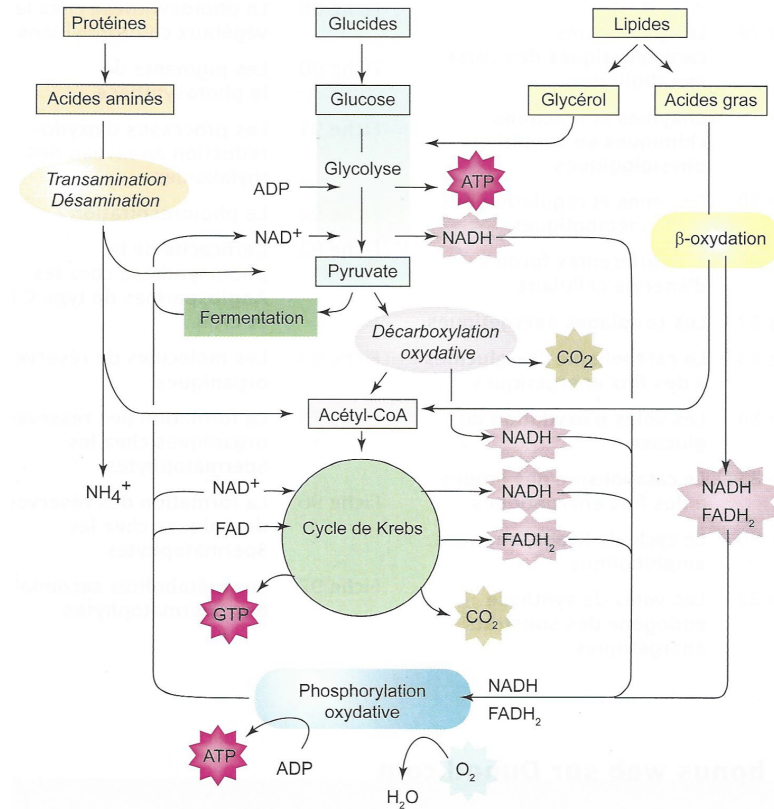 Protéines
Glucides
Lipides
Acides aminés
Glucose
Glycérol
Acides gras
Transamination
Désamination
Glycolyse
ADP
ATP
NAD+
NADH
β-oxydation
Pyruvate
Fermentation
Décarboxylation
oxydative
CO2
Acétyl-CoA
NADH
NH4+
NAD+
NADH
NADH
FADH2
FAD
Cycle de Krebs
FADH2
GTP
CO2
Phosphorylation
oxydative
NADH
FADH2
ATP
ADP
O2
H2O